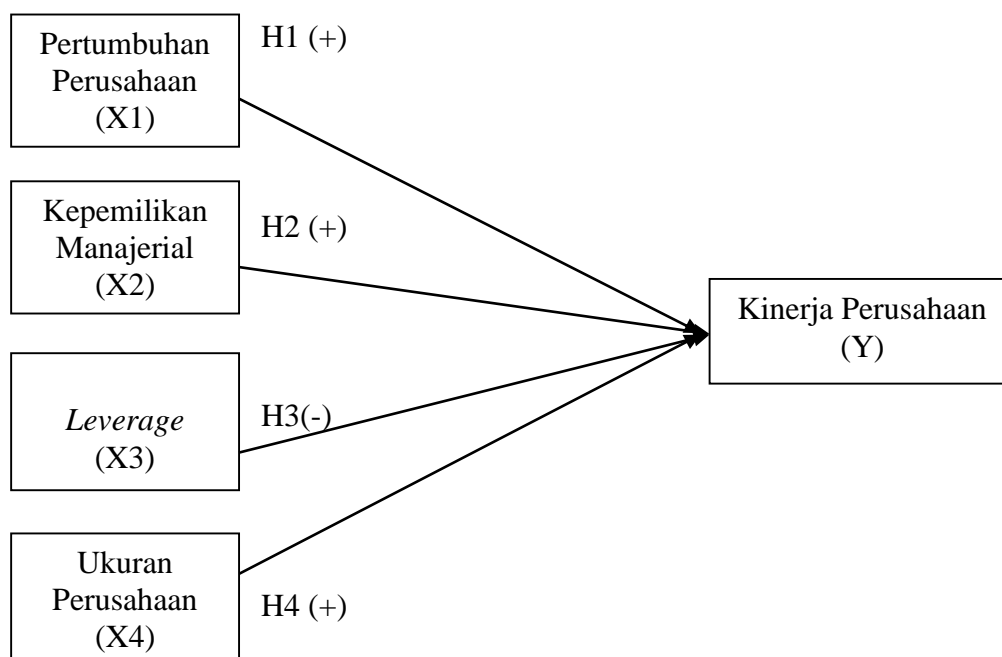 Pertumbuhan
Perusahaan
(X1)
H1 (+)
Kepemilikan
Manajerial
(X2)
H2 (+)
Kinerja Perusahaan
(Y)
Leverage
(X3)
H3(-)
Ukuran
Perusahaan
(X4)
H4 (+)